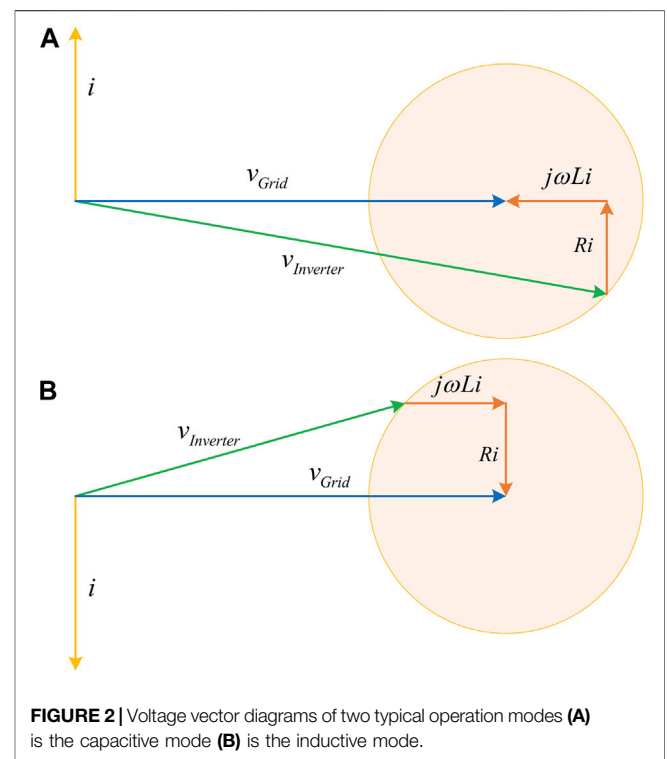 A
i
v_Grid
jωLi
Ri
v_Inverter
B
jωLi
v_Inverter
Ri
v_Grid
i
FIGURE 2 | Voltage vector diagrams of two typical operation modes (A)
is the capacitive mode (B) is the inductive mode.